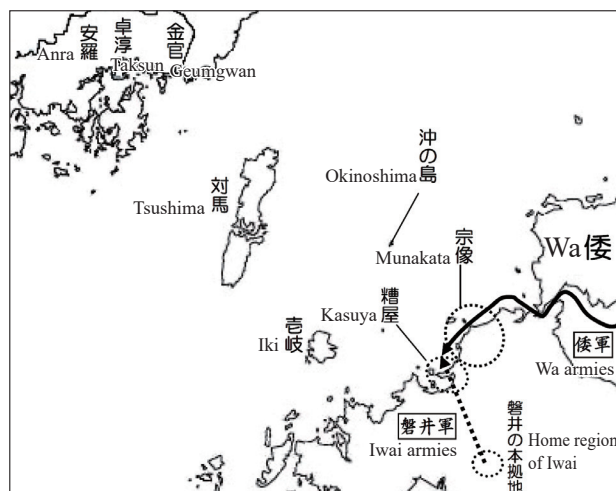 安羅
卓淳
金官
Anra
Taksun
Geumgwan
対馬
Tsushima
沖の島
Okinoshima
宗像
Munakata
Wa倭
糟屋
Kasuya
壱岐
Iki
倭軍
Wa armies
磐井軍
Iwai armies
磐井の本拠地
Home region
of Iwai